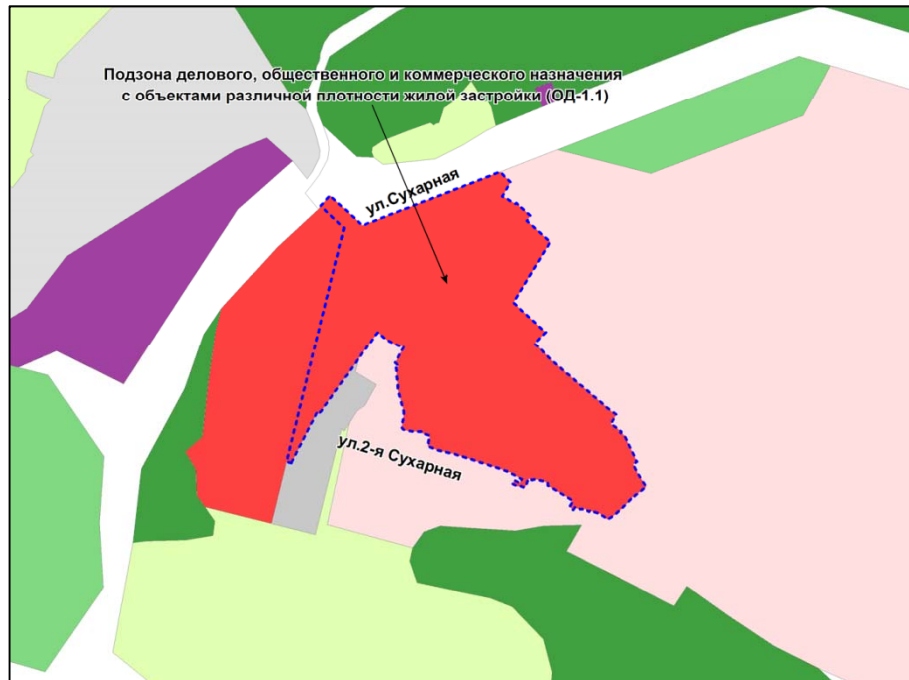 Подзона делового, общественного и коммерческого назначения
с объектами различной плотности жилой застройки (ОД-1.1)
ул.Сухарная
ул.2-я Сухарная